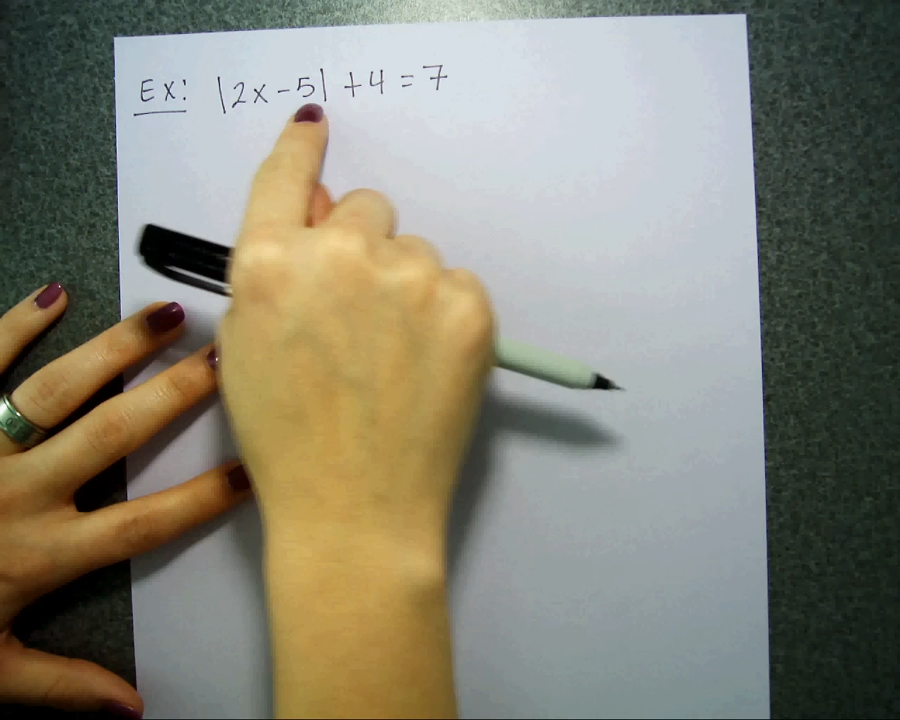 Ex: |2x-5| +4 = 7